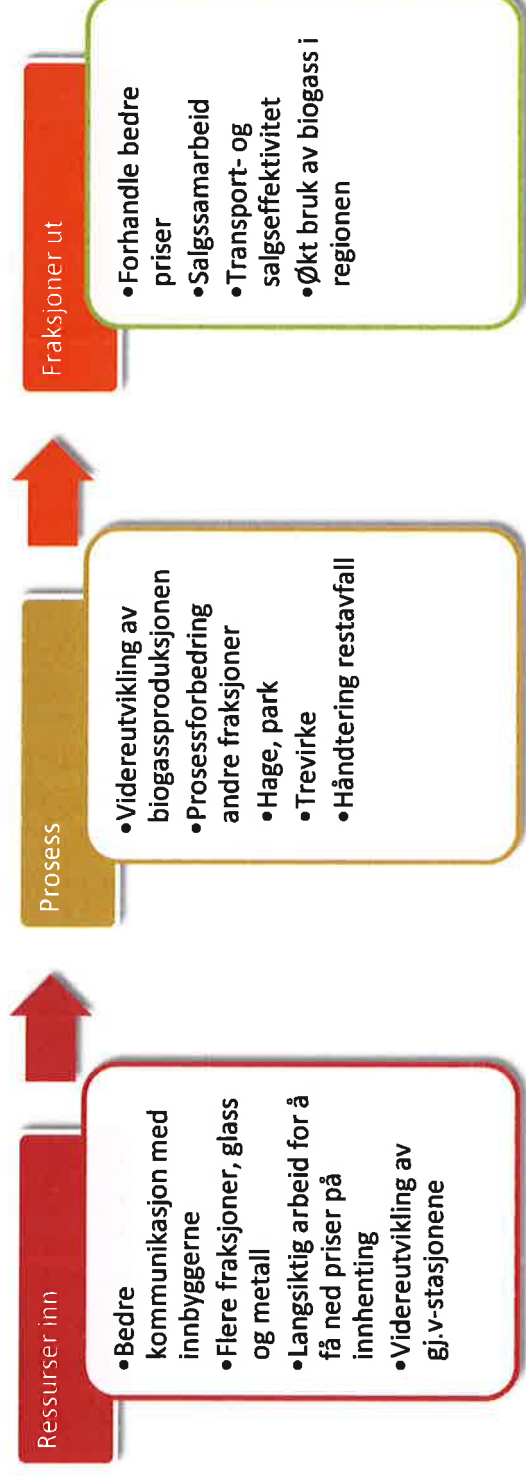 Ressurser inn
•Bedre
kommunikasjon med
innbyggerne
•Flere fraksjoner, glass
og metall
•Langsiktig arbeid for å
få ned priser på
innhenting
•Videreutvikling av
gj.v-stasjonene
Prosess
•Videreutvikling av
biogassproduksjonen
•Prosessforbedring
andre fraksjoner
•Hage, park
•Trevirke
•Håndtering restavfall
Fraksjoner ut
•Forhandle bedre
priser
•Salgssamarbeid
•Transport- og
salgseffektivitet
•Økt bruk av biogass i
regionen